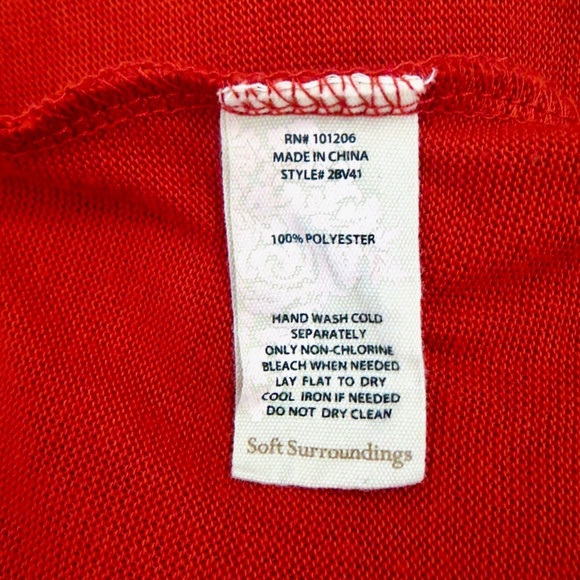 RN# 101206
MADE IN CHINA
STYLE# 2BV41
100% POLYESTER
HAND WASH COLD
SEPARATELY
ONLY NON-CHLORINE
BLEACH WHEN NEEDED
LAY FLAT TO DRY
COOL IRON IF NEEDED
DO NOT DRY CLEAN
Soft Surroundings